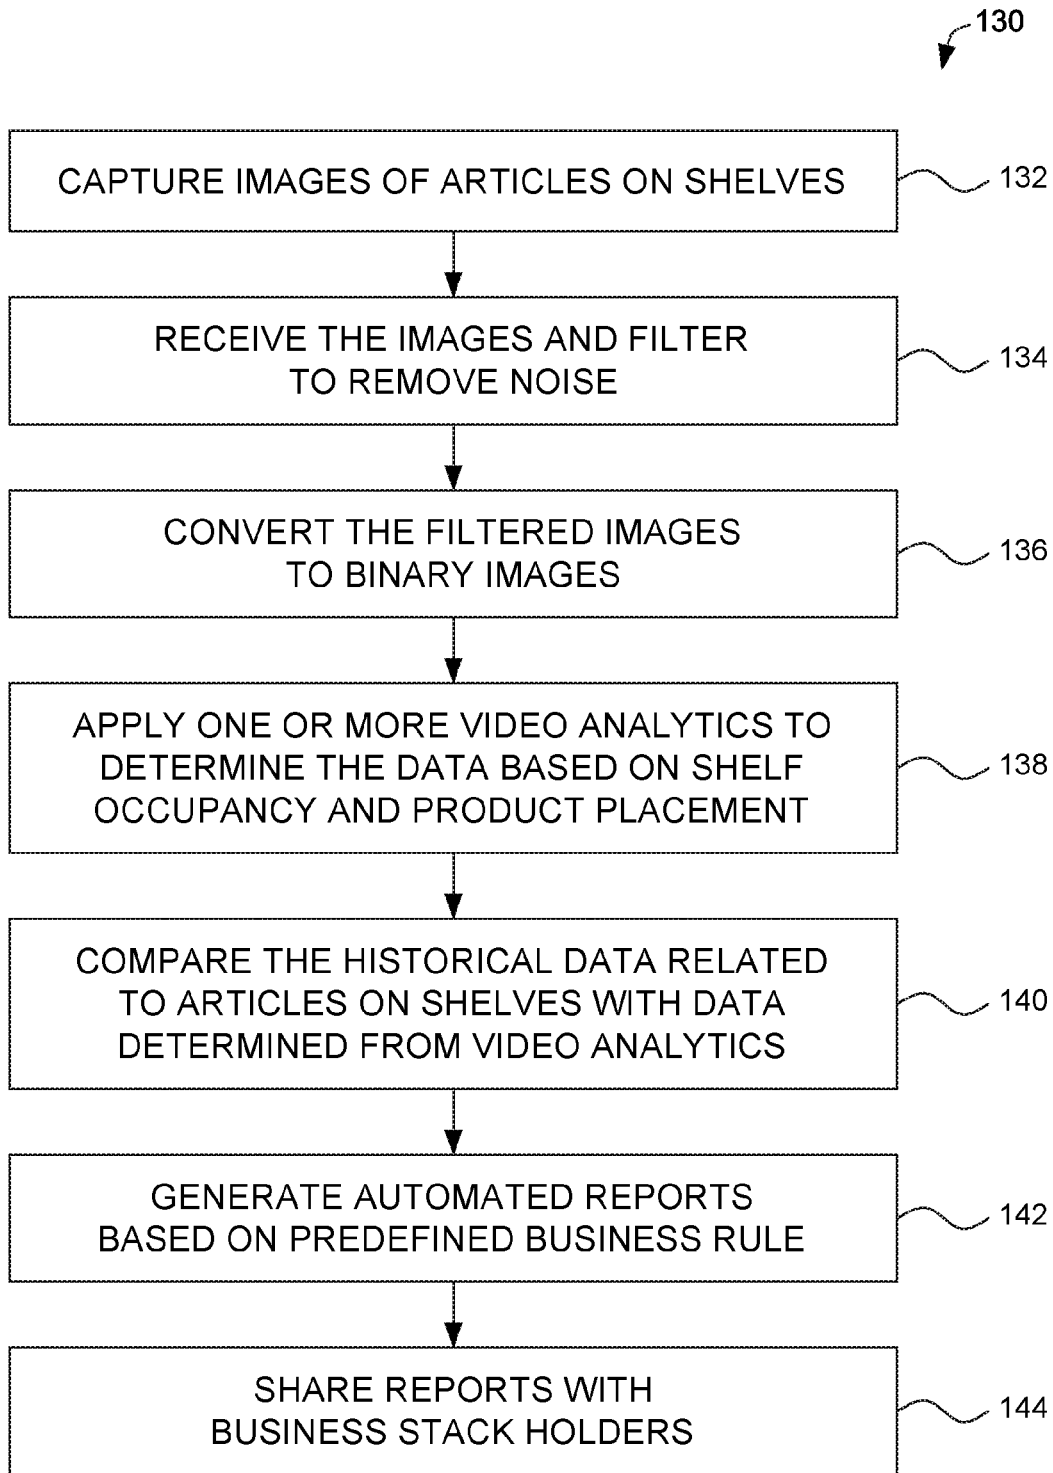 130
CAPTURE IMAGES OF ARTICLES ON SHELVES
132
RECEIVE THE IMAGES AND FILTER
TO REMOVE NOISE
134
CONVERT THE FILTERED IMAGES
TO BINARY IMAGES
136
APPLY ONE OR MORE VIDEO ANALYTICS TO
DETERMINE THE DATA BASED ON SHELF
OCCUPANCY AND PRODUCT PLACEMENT
138
COMPARE THE HISTORICAL DATA RELATED
TO ARTICLES ON SHELVES WITH DATA
DETERMINED FROM VIDEO ANALYTICS
140
GENERATE AUTOMATED REPORTS
BASED ON PREDEFINED BUSINESS RULE
142
SHARE REPORTS WITH
BUSINESS STACK HOLDERS
144